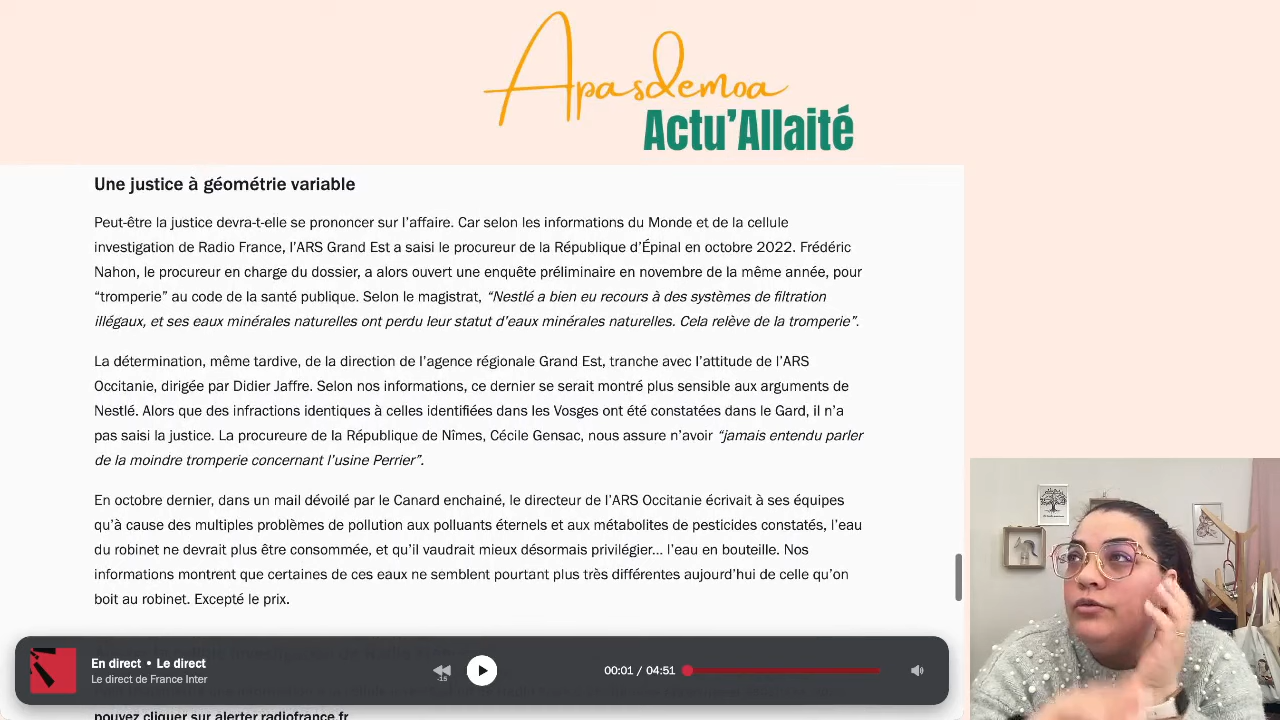 Apasdemoa
Actu'Allaité
Une justice à géométrie variable
Peut-être la justice devra-t-elle se prononcer sur l'affaire. Car selon les informations du Monde et de la cellule
investigation de Radio France, l'ARS Grand Est a saisi le procureur de la République d'Épinal en octobre 2022. Frédéric
Nahon, le procureur en charge du dossier, a alors ouvert une enquête préliminaire en novembre de la même année, pour
“tromperie” au code de la santé publique. Selon le magistrat, “Nestlé a bien eu recours à des systèmes de filtration
illégaux, et ses eaux minérales naturelles ont perdu leur statut d'eaux minérales naturelles. Cela relève de la tromperie”.
La détermination, même tardive, de la direction de l'agence régionale Grand Est, tranche avec l'attitude de l'ARS
Occitanie, dirigée par Didier Jaffre. Selon nos informations, ce dernier se serait montré plus sensible aux arguments de
Nestlé. Alors que des infractions identiques à celles identifiées dans les Vosges ont été constatées dans le Gard, il n'a
pas saisi la justice. La procureure de la République de Nîmes, Cécile Gensac, nous assure n'avoir “jamais entendu parler
de la moindre tromperie concernant l'usine Perrier”.
En octobre dernier, dans un mail dévoilé par le Canard enchainé, le directeur de l'ARS Occitanie écrivait à ses équipes
qu'à cause des multiples problèmes de pollution aux polluants éternels et aux métabolites de pesticides constatés, l'eau
du robinet ne devrait plus être consommée, et qu'il vaudrait mieux désormais privilégier... l'eau en bouteille. Nos
informations montrent que certaines de ces eaux ne semblent pourtant plus très différentes aujourd'hui de celle qu'on
boit au robinet. Excepté le prix.
En direct • Le direct
Le direct de France Inter
-15
00:01 / 04:51
pouvez cliquer sur alerter.radiofrance.fr